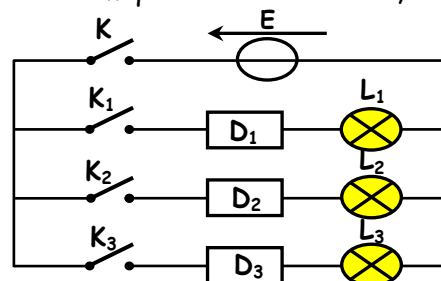 K E
K₁ D₁ L₁
K₂ D₂ L₂
K₃ D₃ L₃